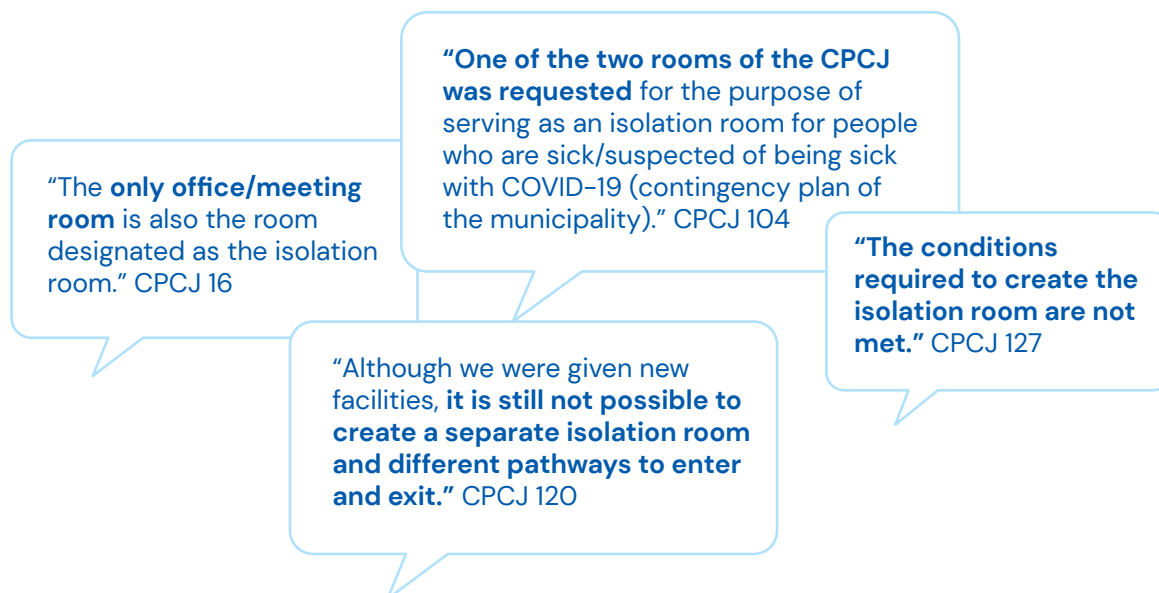 “The only office/meeting
room is also the room
designated as the isolation
room.” CPCJ 16
“One of the two rooms of the CPCJ
was requested for the purpose of
serving as an isolation room for people
who are sick/suspected of being sick
with COVID-19 (contingency plan of
the municipality).” CPCJ 104
“The conditions
required to create the
isolation room are not
met.” CPCJ 127
“Although we were given new
facilities, it is still not possible to
create a separate isolation room
and different pathways to enter
and exit.” CPCJ 120